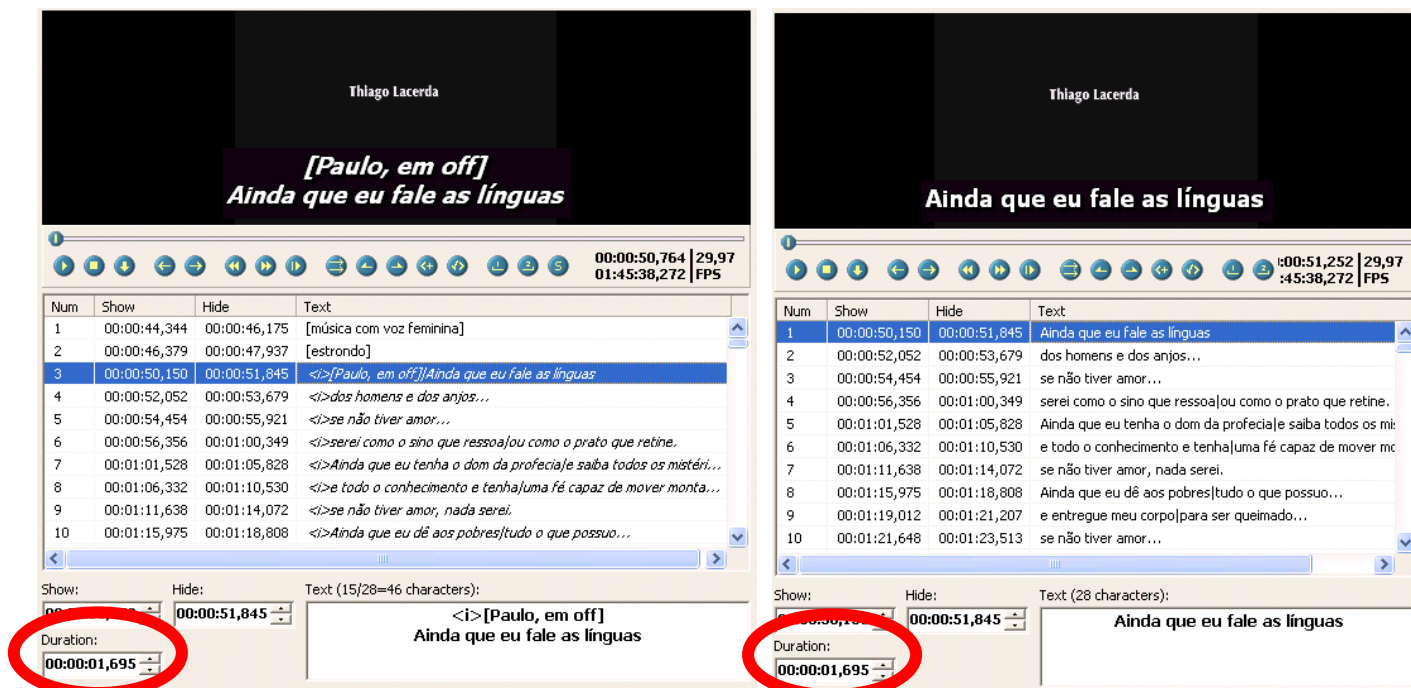 Thiago Lacerda
[Paulo, em off]
Ainda que eu fale as línguas
00:00:50,764 29,97
01:45:38,272 FPS
Num Show Hide Text
1 00:00:44,344 00:00:46,175 [música com voz feminina]
2 00:00:46,379 00:00:47,937 [estrondo]
3 00:00:50,150 00:00:51,845 <i>[Paulo, em off]|Ainda que eu fale as línguas
4 00:00:52,052 00:00:53,679 <i>dos homens e dos anjos...
5 00:00:54,454 00:00:55,921 <i>se não tiver amor...
6 00:00:56,356 00:01:00,349 <i>serei como o sino que ressoa|ou como o prato que retine.
7 00:01:01,528 00:01:05,828 <i>Ainda que eu tenha o dom da profecia|e saiba todos os mistéri...
8 00:01:06,332 00:01:10,530 <i>e todo o conhecimento e tenha|uma fé capaz de mover monta...
9 00:01:11,638 00:01:14,072 <i>se não tiver amor, nada serei.
10 00:01:15,975 00:01:18,808 <i>Ainda que eu dê aos pobres|tudo o que possuo...
Show: Hide: Text (15/28=46 characters):
00:00:51,845
<i>[Paulo, em off]
Ainda que eu fale as línguas
Duration:
00:00:01,695
Thiago Lacerda
Ainda que eu fale as línguas
:00:51,252 29,97
:45:38,272 FPS
Num Show Hide Text
1 00:00:50,150 00:00:51,845 Ainda que eu fale as línguas
2 00:00:52,052 00:00:53,679 dos homens e dos anjos...
3 00:00:54,454 00:00:55,921 se não tiver amor...
4 00:00:56,356 00:01:00,349 serei como o sino que ressoa|ou como o prato que retine.
5 00:01:01,528 00:01:05,828 Ainda que eu tenha o dom da profecia|e saiba todos os mis
6 00:01:06,332 00:01:10,530 e todo o conhecimento e tenha|uma fé capaz de mover mo
7 00:01:11,638 00:01:14,072 se não tiver amor, nada serei.
8 00:01:15,975 00:01:18,808 Ainda que eu dê aos pobres|tudo o que possuo...
9 00:01:19,012 00:01:21,207 e entregue meu corpo|para ser queimado...
10 00:01:21,648 00:01:23,513 se não tiver amor...
Show: Hide: Text (28 characters):
00:00:51,845
Ainda que eu fale as línguas
Duration:
00:00:01,695